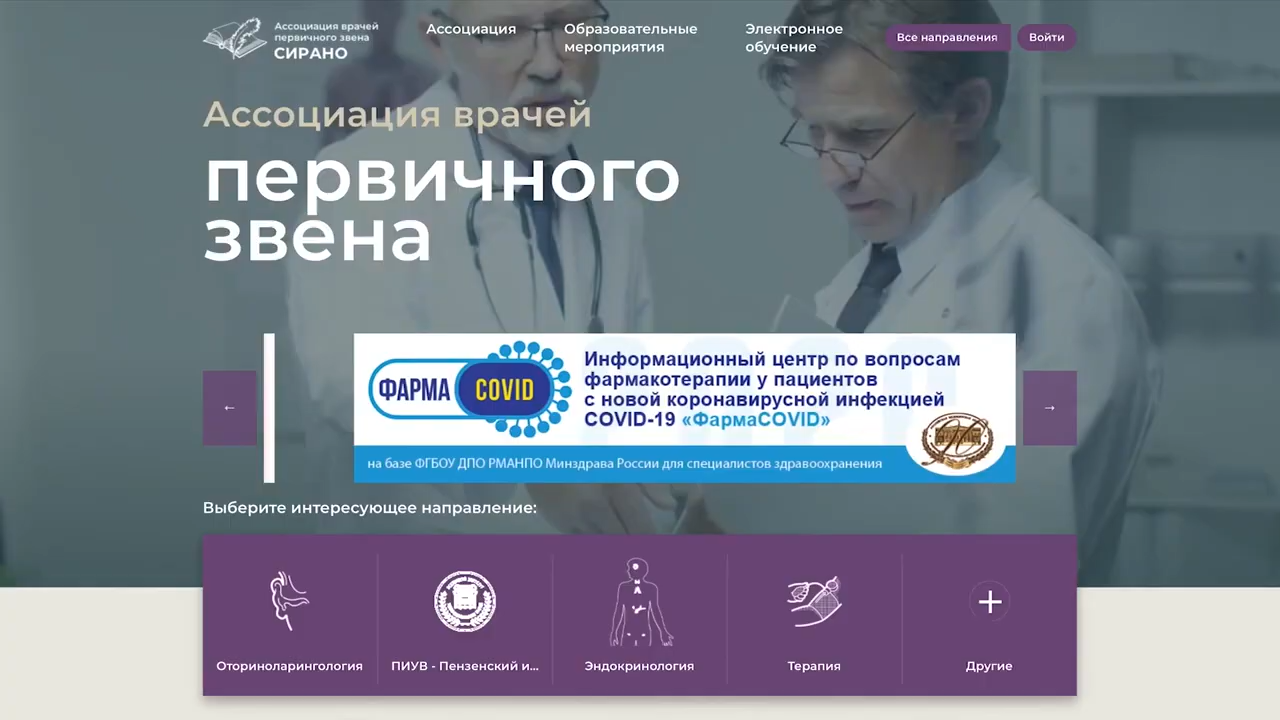 Ассоциация врачей
первичного звена
СИРАНО
Ассоциация
Образовательные
мероприятия
Электронное
обучение
Все направления
Войти
Ассоциация врачей
первичного
звена
←
ФАРМА COVID
Информационный центр по вопросам
фармакотерапии у пациентов
с новой коронавирусной инфекцией
COVID-19 «ФармаCOVID»
на базе ФГБОУ ДПО РМАНПО Минздрава России для специалистов здравоохранения
→
Выберите интересующее направление:
Оториноларингология
ПИУВ - Пензенский и...
Эндокринология
Терапия
Другие